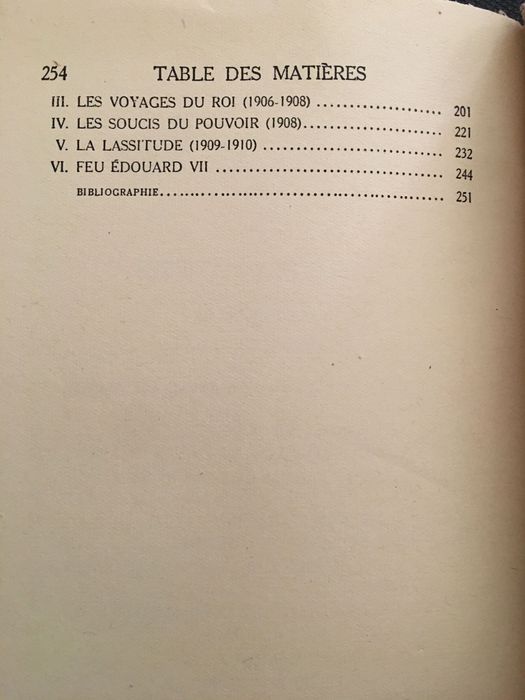 254 TABLE DES MATIÈRES
III. LES VOYAGES DU ROI (1906-1908) .................... 201
IV. LES SOUCIS DU POUVOIR (1908)...................... 221
V. LA LASSITUDE (1909-1910) ............................ 232
VI. FEU ÉDOUARD VII ................................... 244
BIBLIOGRAPHIE............................................ 251